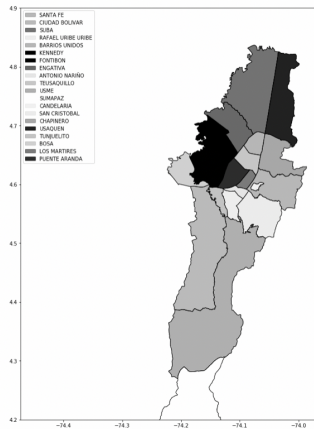 4.9
4.8
4.7
4.6
4.5
4.4
4.3
4.2
SANTA FE
CIUDAD BOLIVAR
SUBA
RAFAEL URIBE URIBE
BARRIOS UNIDOS
KENNEDY
FONTIBON
ENGATIVA
ANTONIO NARIÑO
TEUSAQUILLO
USME
SUMAPAZ
CANDELARIA
SAN CRISTOBAL
CHAPINERO
USAQUEN
TUNJUELITO
BOSA
LOS MARTIRES
PUENTE ARANDA
−74.4 −74.3 −74.2 −74.1 −74.0